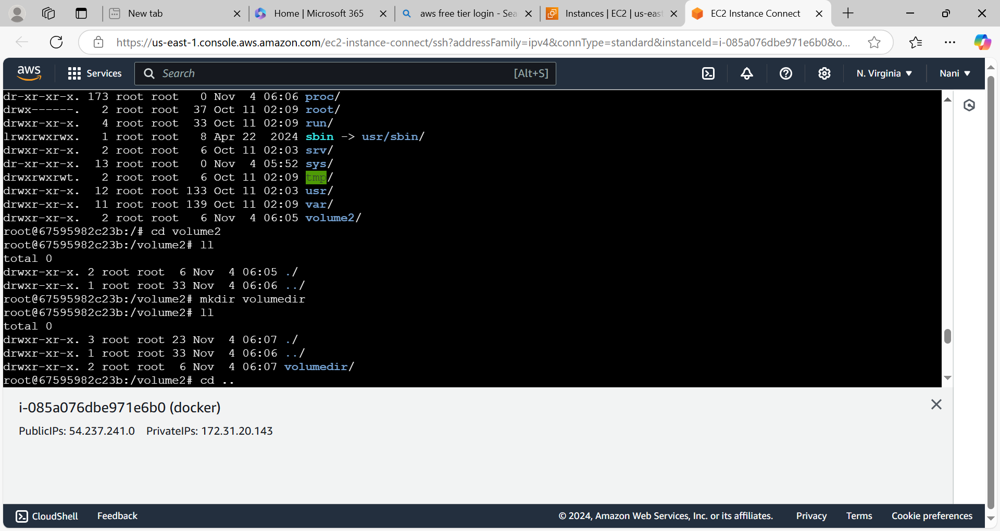 New tab
Home | Microsoft 365
aws free tier login - Sea
Instances | EC2 | us-east
EC2 Instance Connect
https://us-east-1.console.aws.amazon.com/ec2-instance-connect/ssh?addressFamily=ipv4&connType=standard&instanceId=i-085a076dbe971e6b0&o...
aws
Services
Search
[Alt+S]
N. Virginia
Nani
dr-xr-xr-x. 173 root root   0 Nov  4 06:06 proc/
drwx------.   2 root root  37 Oct 11 02:09 root/
drwxr-xr-x.   4 root root  33 Oct 11 02:09 run/
lrwxrwxrwx.   1 root root   8 Apr 22  2024 sbin -> usr/sbin/
drwxr-xr-x.   2 root root   6 Oct 11 02:03 srv/
dr-xr-xr-x.  13 root root   0 Nov  4 05:52 sys/
drwxrwxrwt.   2 root root   6 Oct 11 02:09 tmp/
drwxr-xr-x.  12 root root 133 Oct 11 02:03 usr/
drwxr-xr-x.  11 root root 139 Oct 11 02:09 var/
drwxr-xr-x.   2 root root   6 Nov  4 06:05 volume2/
root@67595982c23b:/# cd volume2
root@67595982c23b:/volume2# ll
total 0
drwxr-xr-x. 2 root root  6 Nov  4 06:05 ./
drwxr-xr-x. 1 root root 33 Nov  4 06:06 ../
root@67595982c23b:/volume2# mkdir volumedir
root@67595982c23b:/volume2# ll
total 0
drwxr-xr-x. 3 root root 23 Nov  4 06:07 ./
drwxr-xr-x. 1 root root 33 Nov  4 06:06 ../
drwxr-xr-x. 2 root root  6 Nov  4 06:07 volumedir/
root@67595982c23b:/volume2# cd ..
i-085a076dbe971e6b0 (docker)
PublicIPs: 54.237.241.0    PrivateIPs: 172.31.20.143
CloudShell
Feedback
© 2024, Amazon Web Services, Inc. or its affiliates.
Privacy
Terms
Cookie preferences